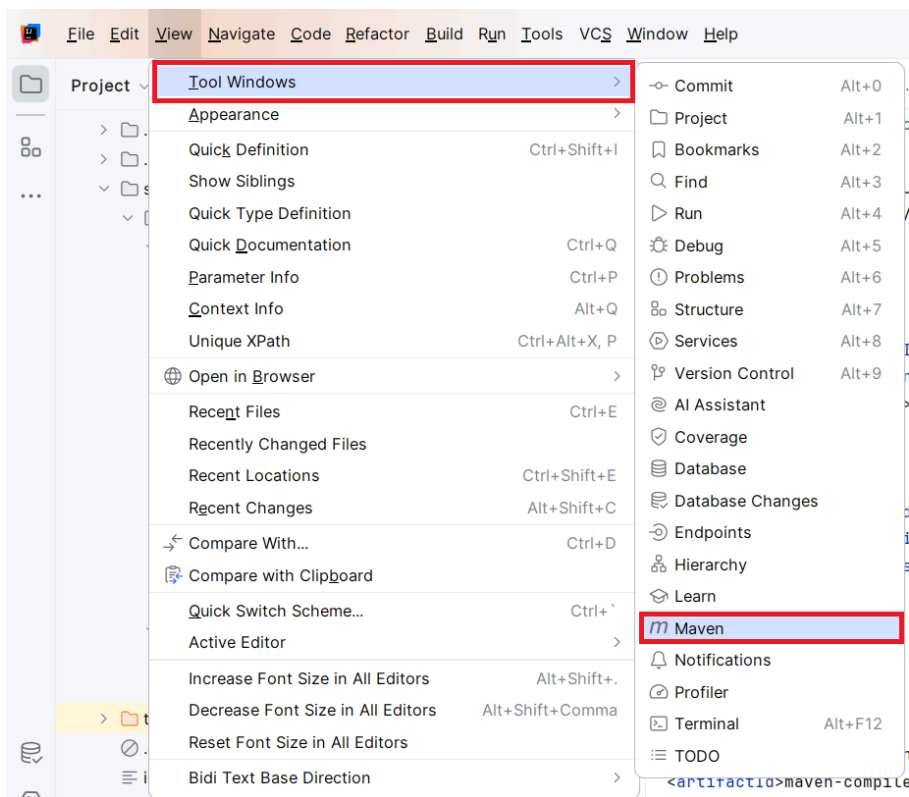 File Edit View Navigate Code Refactor Build Run Tools VCS Window Help
Project
Tool Windows
Appearance
Quick Definition Ctrl+Shift+I
Show Siblings
Quick Type Definition
Quick Documentation Ctrl+Q
Parameter Info Ctrl+P
Context Info Alt+Q
Unique XPath Ctrl+Alt+X, P
Open in Browser
Recent Files Ctrl+E
Recently Changed Files
Recent Locations Ctrl+Shift+E
Recent Changes Alt+Shift+C
Compare With... Ctrl+D
Compare with Clipboard
Quick Switch Scheme... Ctrl+`
Active Editor
Increase Font Size in All Editors Alt+Shift+.
Decrease Font Size in All Editors Alt+Shift+Comma
Reset Font Size in All Editors
Bidi Text Base Direction
Commit Alt+0
Project Alt+1
Bookmarks Alt+2
Find Alt+3
Run Alt+4
Debug Alt+5
Problems Alt+6
Structure Alt+7
Services Alt+8
Version Control Alt+9
AI Assistant
Coverage
Database
Database Changes
Endpoints
Hierarchy
Learn
Maven
Notifications
Profiler
Terminal Alt+F12
TODO
<artifactId>maven-compile